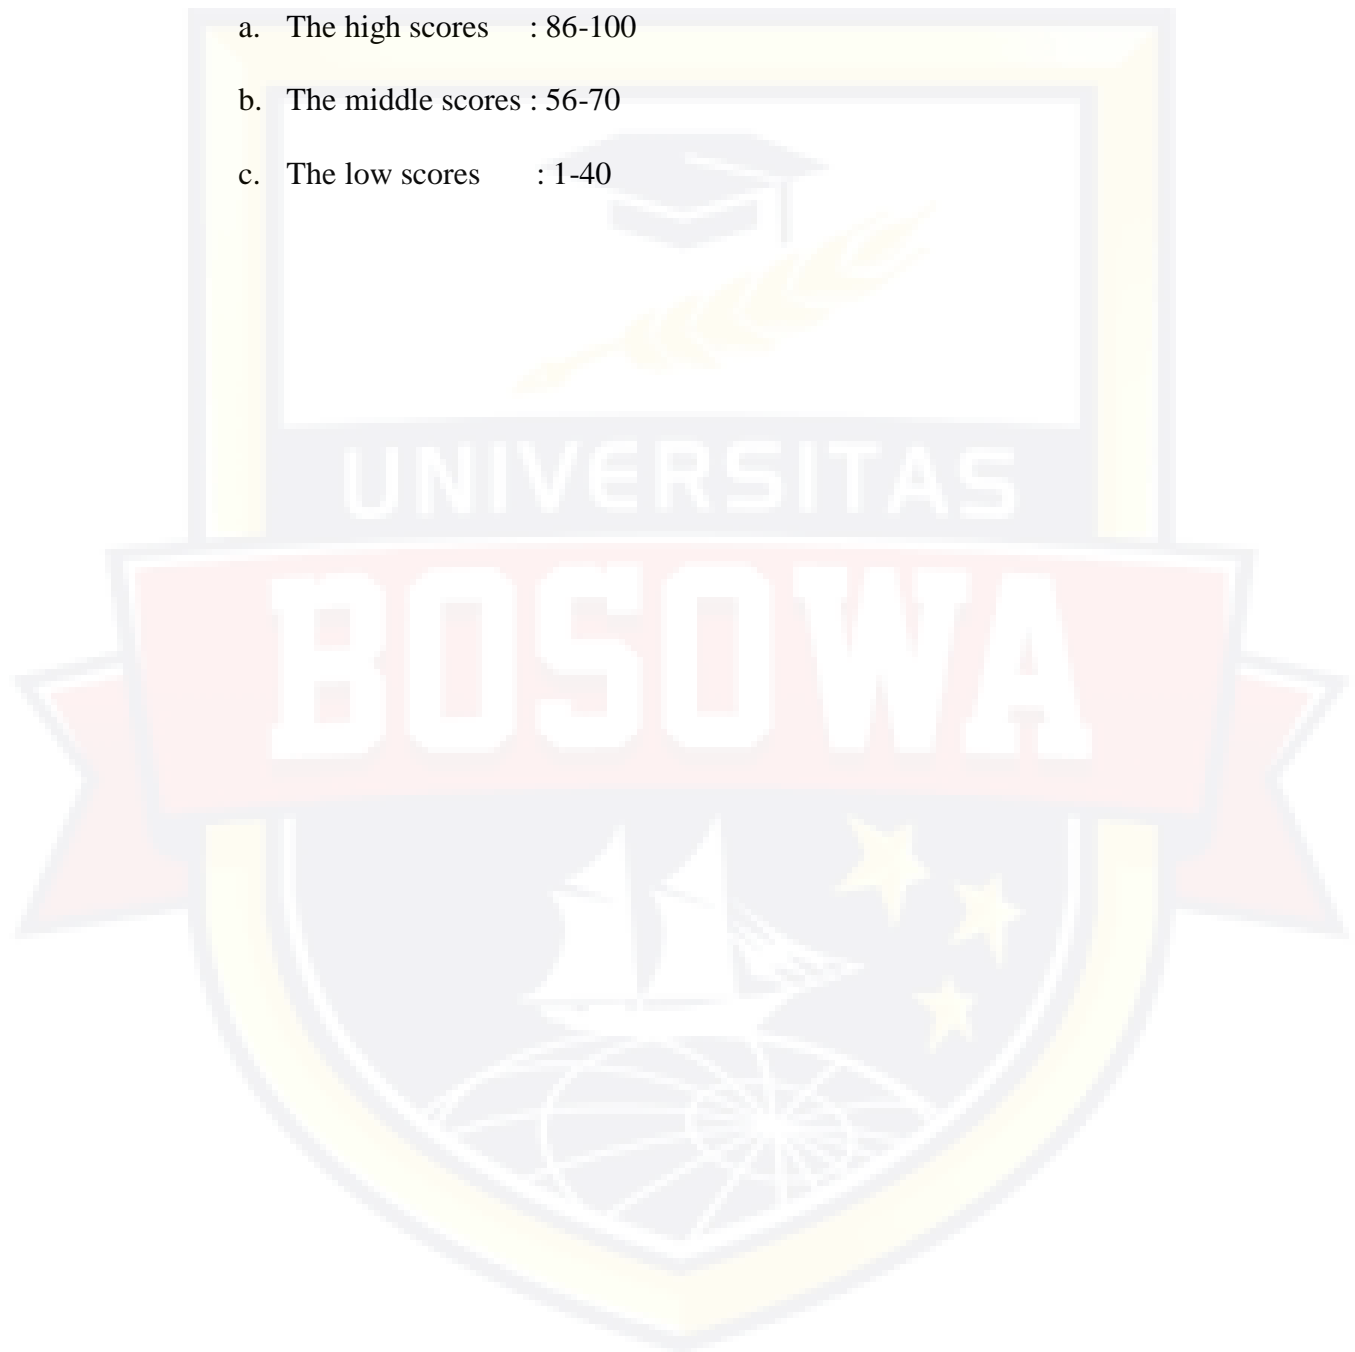 a. The high scores : 86-100
b. The middle scores : 56-70
c. The low scores : 1-40
UNIVERSITAS
BOSOWA